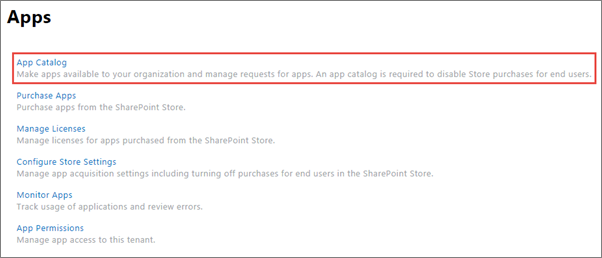 Apps
App Catalog
Make apps available to your organization and manage requests for apps. An app catalog is required to disable Store purchases for end users.
Purchase Apps
Purchase apps from the SharePoint Store.
Manage Licenses
Manage licenses for apps purchased from the SharePoint Store.
Configure Store Settings
Manage app acquisition settings including turning off purchases for end users in the SharePoint Store.
Monitor Apps
Track usage of applications and review errors.
App Permissions
Manage app access to this tenant.